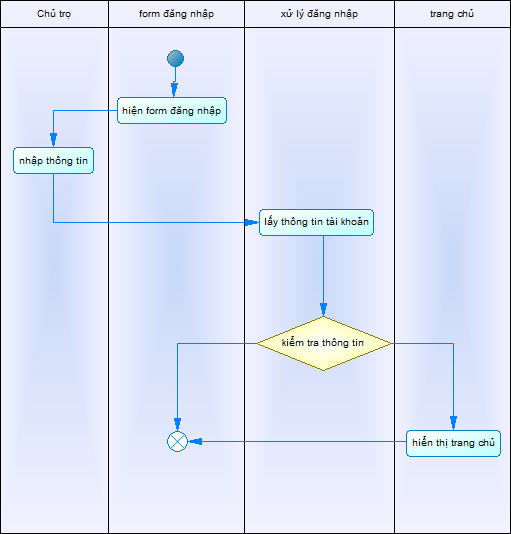 Chủ trọ
form đăng nhập
xử lý đăng nhập
trang chủ
hiện form đăng nhập
nhập thông tin
lấy thông tin tài khoản
kiểm tra thông tin
hiển thị trang chủ